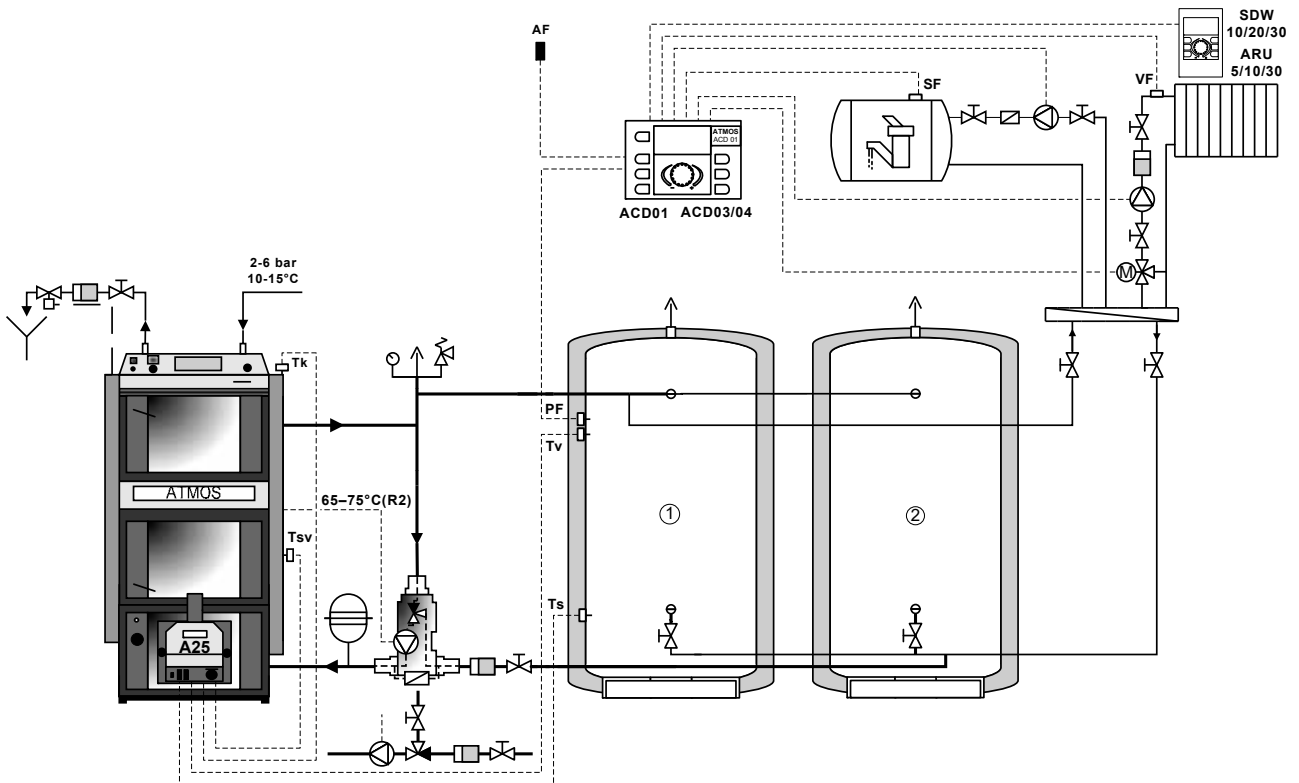 SDW
10/20/30
ARU
5/10/30
AF
VF
SF
ATMOS
ACD 01
ACD01 ACD03/04
M
2-6 bar
10-15°C
Tk
PF
Tv
ATMOS
65–75°C(R2)
1
2
Tsv
Ts
A25